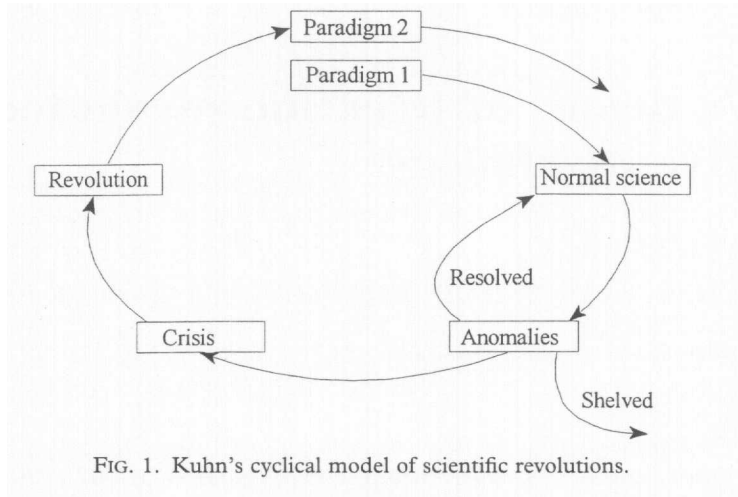 Paradigm 2
Paradigm 1
Revolution
Normal science
Resolved
Crisis
Anomalies
Shelved
FIG. 1. Kuhn's cyclical model of scientific revolutions.